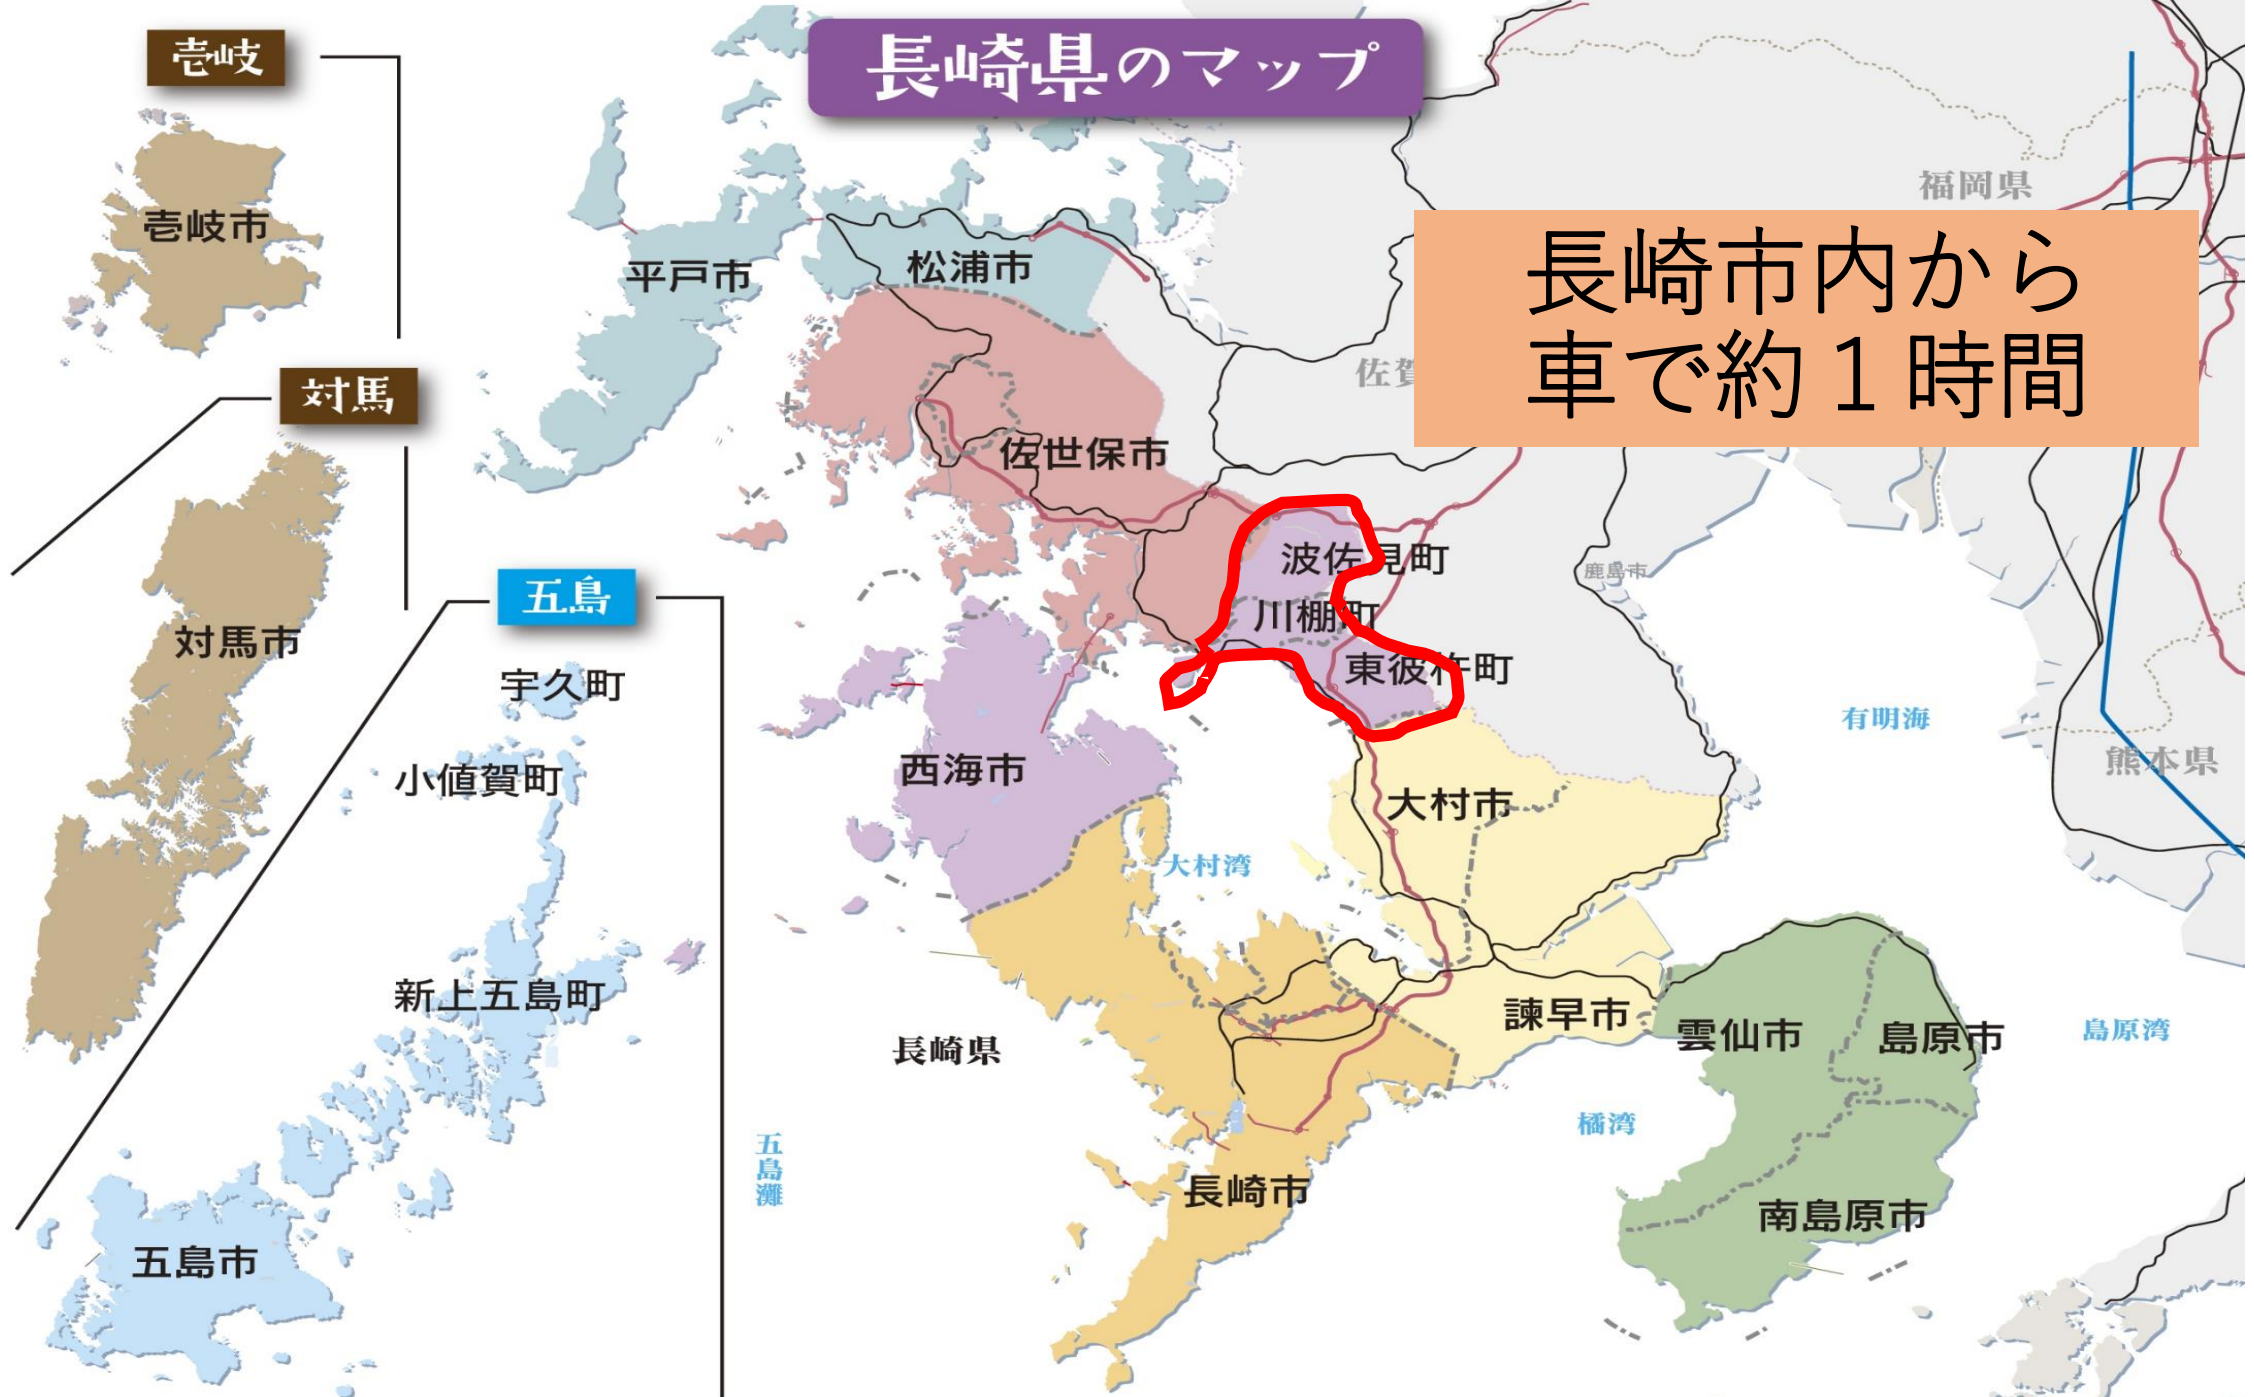 長崎県のマップ
壱岐
壱岐市
対馬
対馬市
五島
宇久町
小値賀町
新上五島町
五島市
平戸市
松浦市
佐世保市
福岡県
長崎市内から
車で約１時間
佐賀
波佐見町
川棚町
東彼杵町
鹿島市
有明海
熊本県
西海市
大村市
大村湾
長崎県
諫早市
雲仙市
島原市
島原湾
橘湾
五島灘
長崎市
南島原市